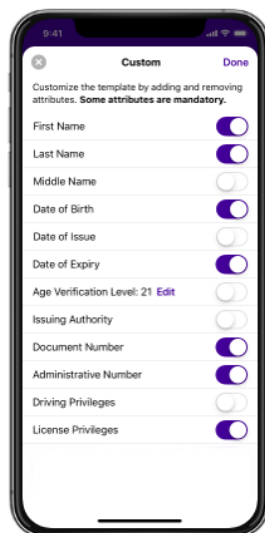 9:41
Custom Done
Customize the template by adding and removing
attributes. Some attributes are mandatory.
First Name
Last Name
Middle Name
Date of Birth
Date of Issue
Date of Expiry
Age Verification Level: 21 Edit
Issuing Authority
Document Number
Administrative Number
Driving Privileges
License Privileges